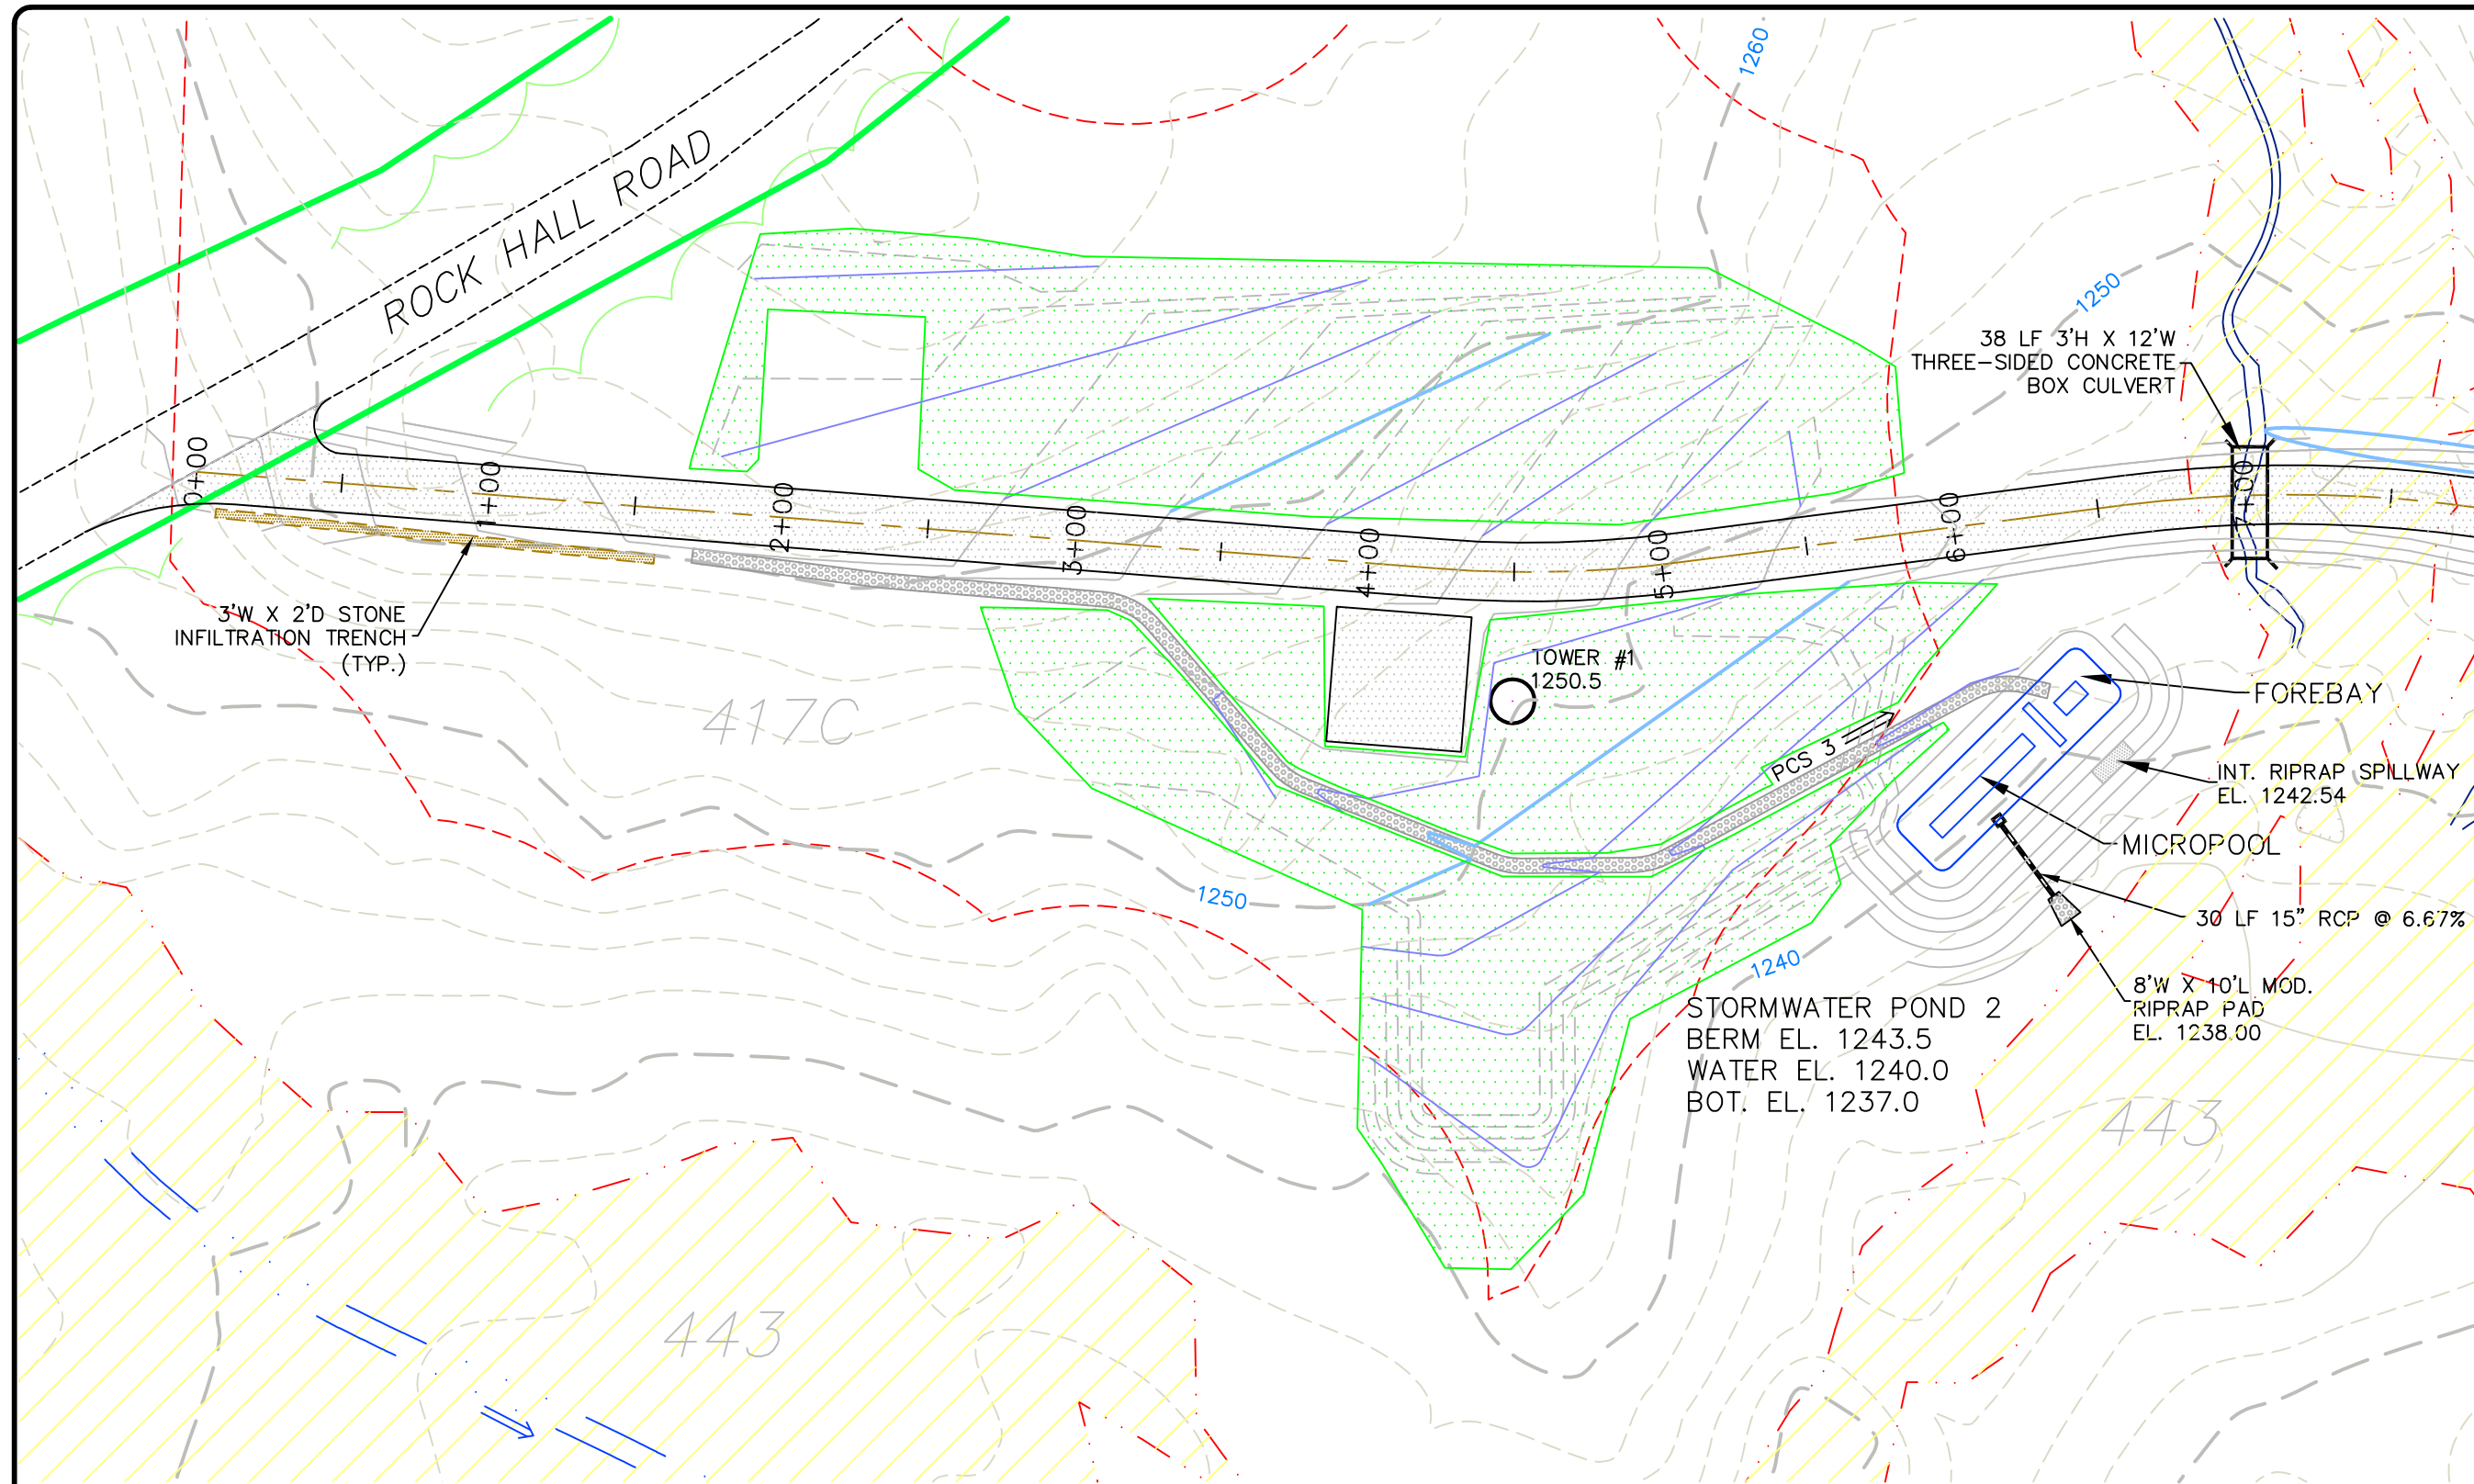 1260
ROCK HALL ROAD
1250
38 LF 3'H X 12'W
THREE-SIDED CONCRETE
BOX CULVERT
0+00
1+00
2+00
3+00
4+00
5+00
6+00
7+00
3'W X 2'D STONE
INFILTRATION TRENCH
(TYP.)
417C
TOWER #1
1250.5
PCS 3
FOREBAY
INT. RIPRAP SPILLWAY
EL. 1242.54
MICROPOOL
1250
30 LF 15" RCP @ 6.67%
1240
8'W X 10'L MOD.
RIPRAP PAD
EL. 1238.00
STORMWATER POND 2
BERM EL. 1243.5
WATER EL. 1240.0
BOT. EL. 1237.0
443
443